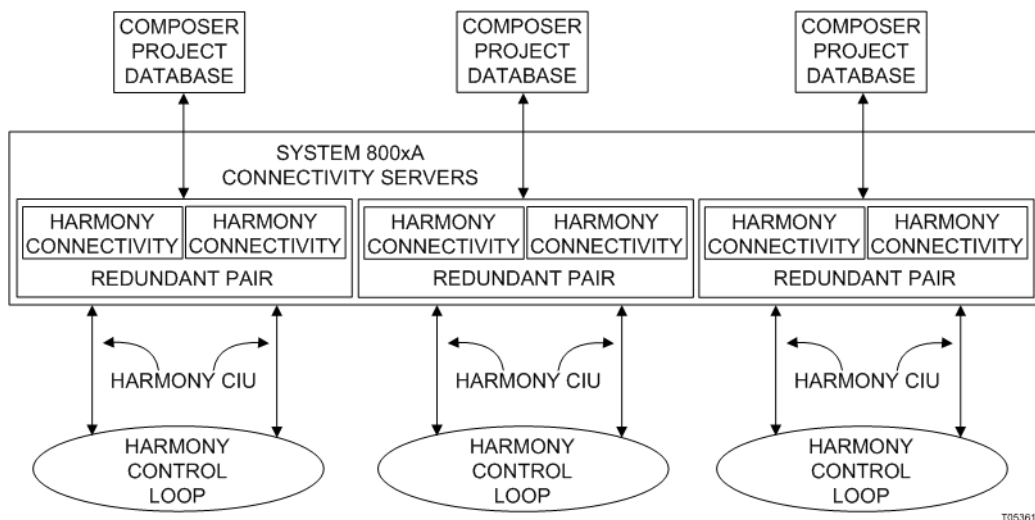 COMPOSER
PROJECT
DATABASE
COMPOSER
PROJECT
DATABASE
COMPOSER
PROJECT
DATABASE
SYSTEM 800xA
CONNECTIVITY SERVERS
HARMONY
CONNECTIVITY
HARMONY
CONNECTIVITY
REDUNDANT PAIR
HARMONY
CONNECTIVITY
HARMONY
CONNECTIVITY
REDUNDANT PAIR
HARMONY
CONNECTIVITY
HARMONY
CONNECTIVITY
REDUNDANT PAIR
HARMONY CIU
HARMONY CIU
HARMONY CIU
HARMONY
CONTROL
LOOP
HARMONY
CONTROL
LOOP
HARMONY
CONTROL
LOOP
T05361